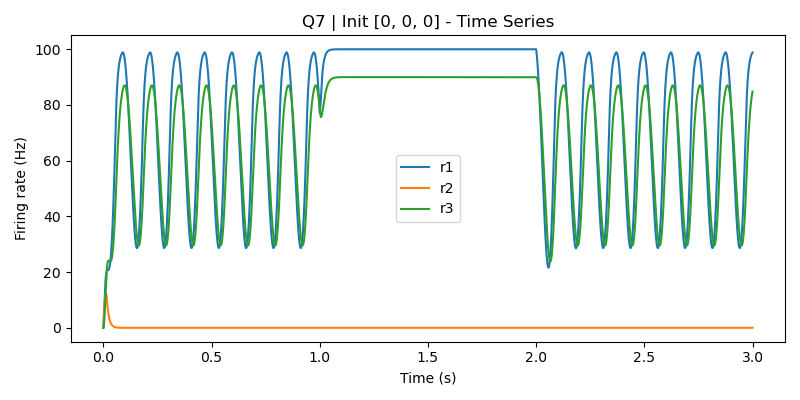 Q7 | Init [0, 0, 0] - Time Series
Firing rate (Hz)
100
80
60
40
20
0
r1
r2
r3
0.0 0.5 1.0 1.5 2.0 2.5 3.0
Time (s)